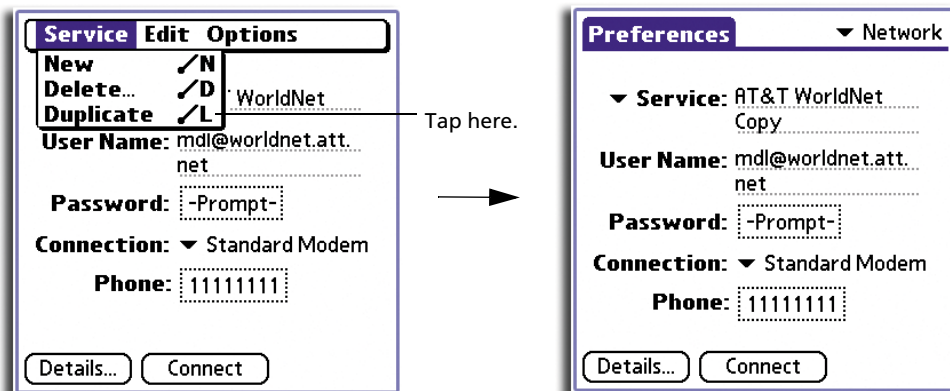 Service Edit Options
New /N
Delete... /D
WorldNet
Duplicate /L
Tap here.
User Name: mdl@worldnet.att.
net
Password: -Prompt-
Connection: Standard Modem
Phone: 11111111
Details... Connect
Preferences Network
Service: AT&T WorldNet
Copy
User Name: mdl@worldnet.att.
net
Password: -Prompt-
Connection: Standard Modem
Phone: 11111111
Details... Connect